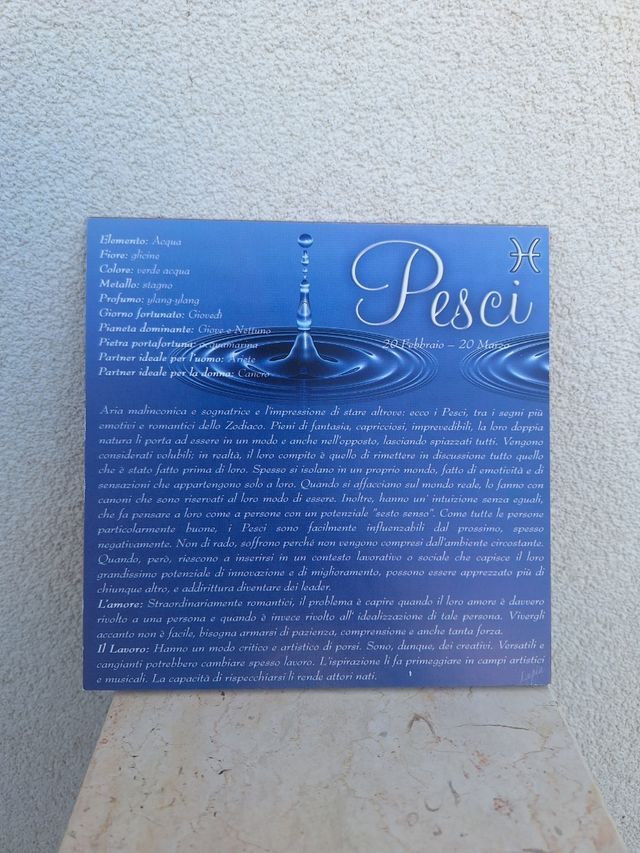 Elemento: Acqua
Fiore: glicine
Colore: verde acqua
Metallo: stagno
Profumo: ylang-ylang
Giorno fortunato: Giovedì
Pianeta dominante: Giove e Nettuno
Pietra portafortuna: acquamarina
Partner ideale per l'uomo: Ariete
Partner ideale per la donna: Cancro
Pesci
20 Febbraio – 20 Marzo
Aria malinconica e sognatrice e l'impressione di stare altrove: ecco i Pesci, tra i segni più
emotivi e romantici dello Zodiaco. Pieni di fantasia, capricciosi, imprevedibili, la loro doppia
natura li porta ad essere in un modo e anche nell'opposto, lasciando spiazzati tutti. Vengono
considerati volubili; in realtà, il loro compito è quello di rimettere in discussione tutto quello
che è stato fatto prima di loro. Spesso si isolano in un proprio mondo, fatto di emotività e di
sensazioni che appartengono solo a loro. Quando si affacciano sul mondo reale, lo fanno con
canoni che sono riservati al loro modo di essere. Inoltre, hanno un' intuizione senza eguali,
che fa pensare a loro come a persone con un potenziale "sesto senso". Come tutte le persone
particolarmente buone, i Pesci sono facilmente influenzabili dal prossimo, spesso
negativamente. Non di rado, soffrono perché non vengono compresi dall'ambiente circostante.
Quando, però, riescono a inserirsi in un contesto lavorativo o sociale che capisce il loro
grandissimo potenziale di innovazione e di miglioramento, possono essere apprezzato più di
chiunque altro, e addirittura diventare dei leader.
L'amore: Straordinariamente romantici, il problema è capire quando il loro amore è davvero
rivolto a una persona e quando è invece rivolto all' idealizzazione di tale persona. Vivergli
accanto non è facile, bisogna armarsi di pazienza, comprensione e anche tanta forza.
Il Lavoro: Hanno un modo critico e artistico di porsi. Sono, dunque, dei creativi. Versatili e
cangianti potrebbero cambiare spesso lavoro. L'ispirazione li fa primeggiare in campi artistici
e musicali. La capacità di rispecchiarsi li rende attori nati.